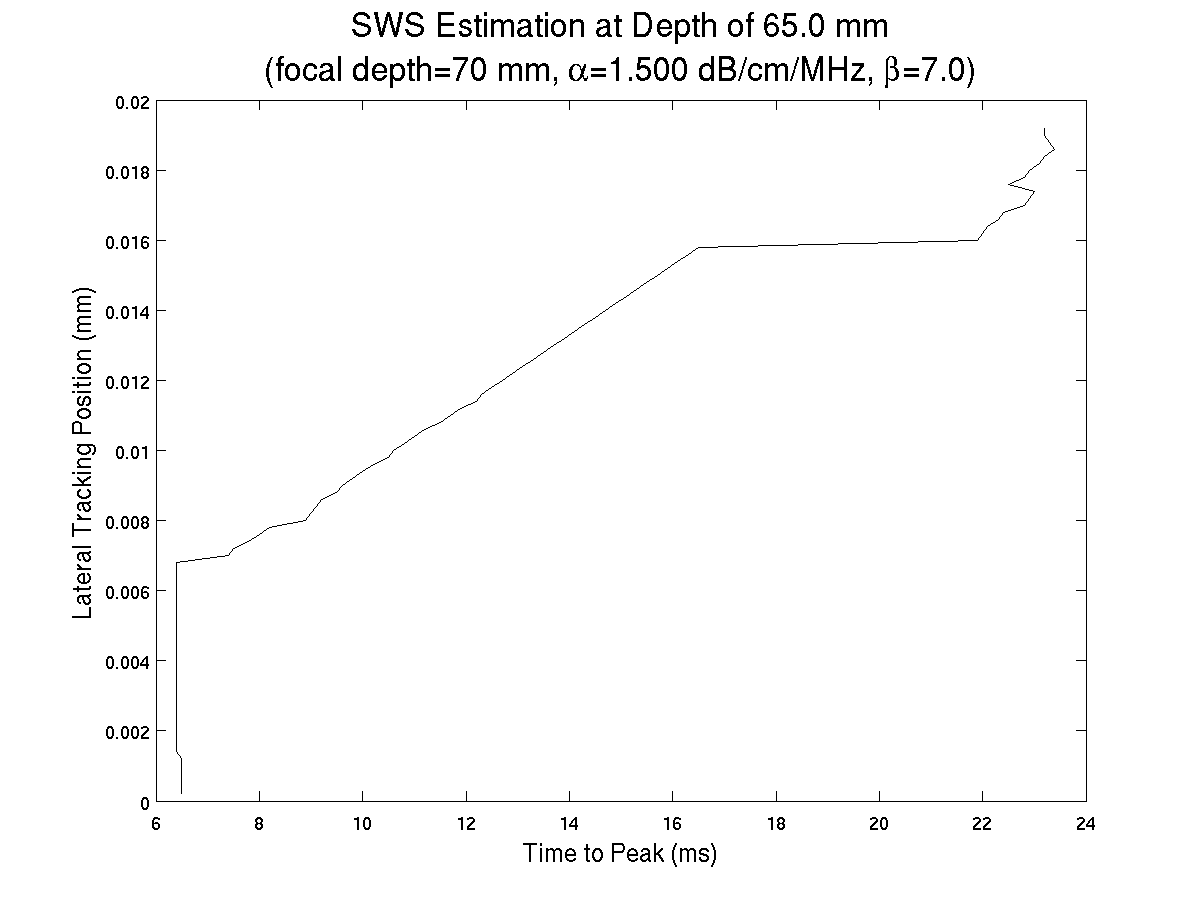 SWS Estimation at Depth of 65.0 mm
(focal depth=70 mm, α=1.500 dB/cm/MHz, β=7.0)
0.02
0.018
0.016
0.014
0.012
0.01
0.008
0.006
0.004
0.002
0
Lateral Tracking Position (mm)
6 8 10 12 14 16 18 20 22 24
Time to Peak (ms)